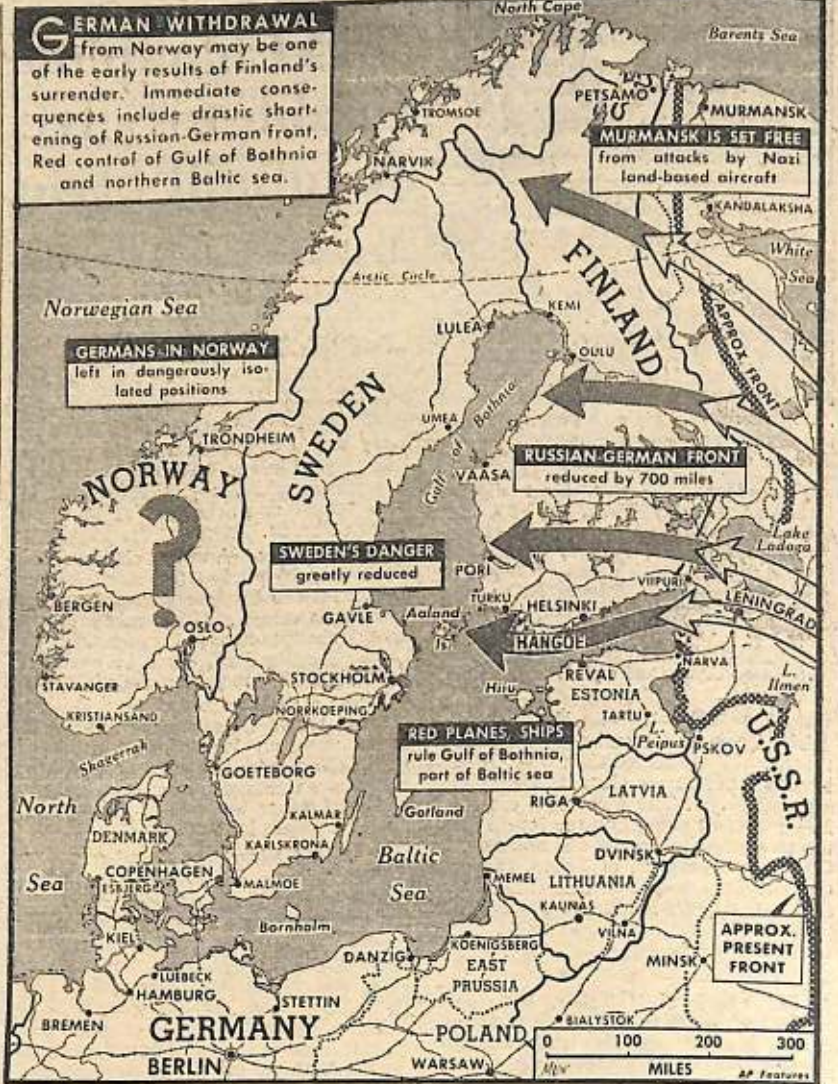 GERMAN WITHDRAWAL
from Norway may be one
of the early results of Finland's
surrender. Immediate conse-
quences include drastic short-
ening of Russian-German front,
Red control of Gulf of Bothnia
and northern Baltic sea.
North Cape
Barents Sea
PETSAMO
MURMANSK
TROMSOE
MURMANSK IS SET FREE
from attacks by Nazi
land-based aircraft
NARVIK
KANDALAKSHA
White
Sea
FINLAND
Arctic Circle
Norwegian Sea
KEMI
LULEA
APPROX FRONT
OULU
GERMANS IN NORWAY
left in dangerously iso-
lated positions
SWEDEN
UMEA
Gulf of Bothnia
TRONDHEIM
RUSSIAN-GERMAN FRONT
reduced by 700 miles
VAASA
NORWAY
?
Lake
Ladoga
SWEDEN'S DANGER
greatly reduced
PORI
VIIPURI
BERGEN
TURKU
HELSINKI
LENINGRAD
GAVLE
Aaland
Is.
HANGOE
OSLO
STOCKHOLM
REVAL
NARVA
L.
Ilmen
STAVANGER
Hiiu
ESTONIA
KRISTIANSAND
NORRKOEPING
TARTU
L.
Peipus
PSKOV
U.S.S.R.
RED PLANES, SHIPS
rule Gulf of Bothnia,
part of Baltic sea
Skagerrak
GOETEBORG
LATVIA
RIGA
North
Sea
Gotland
KALMAR
DENMARK
KARLSKRONA
Baltic
Sea
DVINSK
COPENHAGEN
ESBJERG
MALMOE
MEMEL
LITHUANIA
KAUNAS
VILNA
Bornholm
APPROX.
PRESENT
FRONT
KIEL
KOENIGSBERG
DANZIG
EAST
PRUSSIA
MINSK
LUEBECK
HAMBURG
STETTIN
BREMEN
GERMANY
POLAND
BIALYSTOK
BERLIN
WARSAW
0 100 200 300
MILES
AP Features